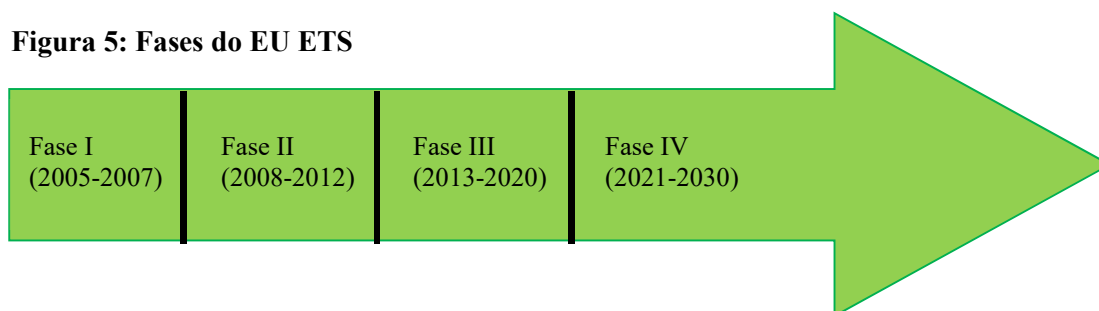 Figura 5: Fases do EU ETS
Fase I
(2005-2007)
Fase II
(2008-2012)
Fase III
(2013-2020)
Fase IV
(2021-2030)